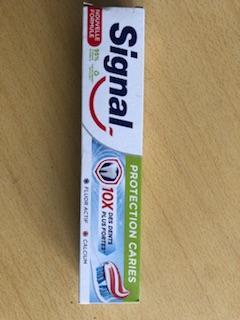 NOUVELLE
FORMULE
Signal
PROTECTION CARIES
10X DES DENTS
PLUS FORTES
FLUOR ACTIF
CALCIUM